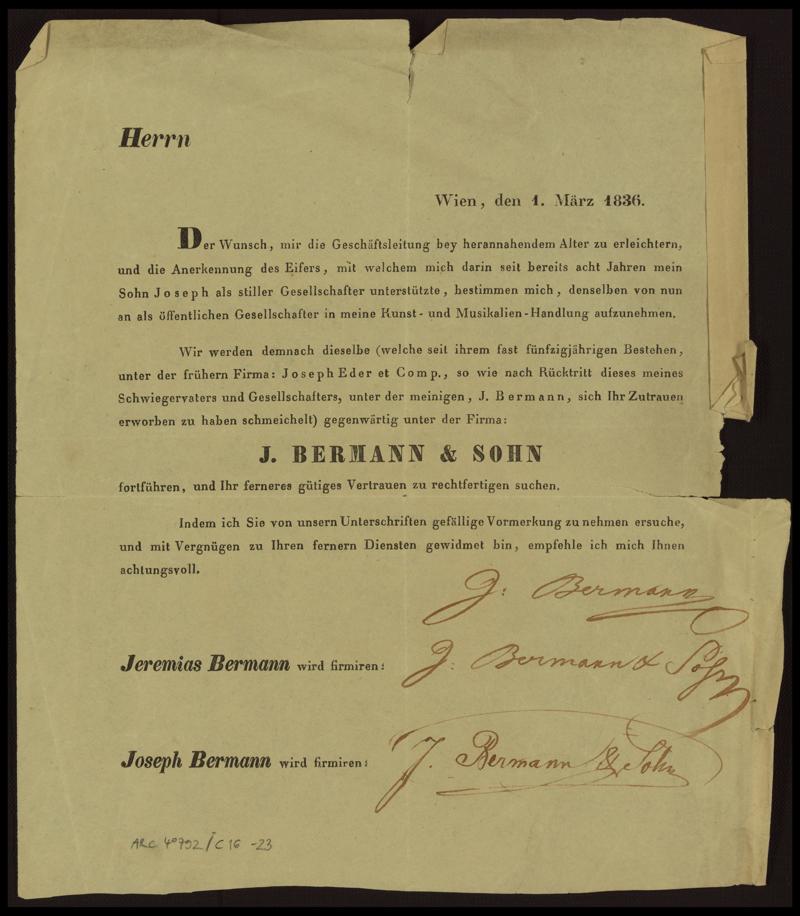 Herrn
Wien, den 1. März 1836.
Der Wunsch, mir die Geschäftsleitung bey herannahendem Alter zu erleichtern,
und die Anerkennung des Eifers, mit welchem mich darin seit bereits acht Jahren mein
Sohn Joseph als stiller Gesellschafter unterstützte, bestimmen mich, denselben von nun
an als öffentlichen Gesellschafter in meine Kunst- und Musikalien-Handlung aufzunehmen.
Wir werden demnach dieselbe (welche seit ihrem fast fünfzigjährigen Bestehen,
unter der frühern Firma: Joseph Eder et Comp., so wie nach Rücktritt dieses meines
Schwiegervaters und Gesellschafters, unter der meinigen, J. Bermann, sich Ihr Zutrauen
erworben zu haben schmeichelt) gegenwärtig unter der Firma:
J. BERMANN & SOHN
fortführen, und Ihr ferneres gütiges Vertrauen zu rechtfertigen suchen.
Indem ich Sie von unsern Unterschriften gefällige Vormerkung zu nehmen ersuche,
und mit Vergnügen zu Ihren fernern Diensten gewidmet bin, empfehle ich mich Ihnen
achtungsvoll.
J: Bermann
Jeremias Bermann wird firmiren: J: Bermann & Sohn
Joseph Bermann wird firmiren: J. Bermann & Sohn
ARC 4° 792/C 16 -23